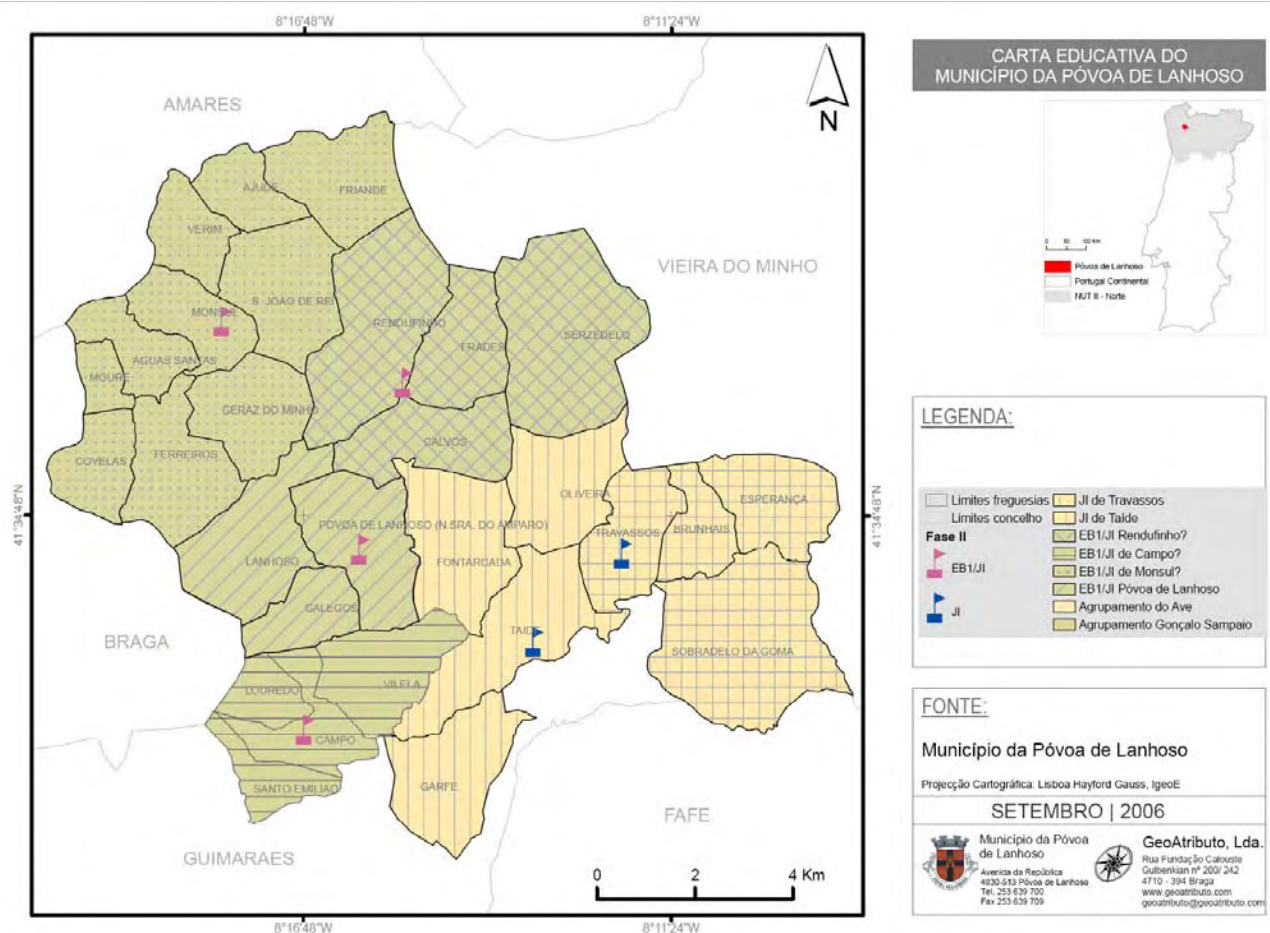 8°16'48"W
8°11'24"W
AMARES
N
AJUDE
FRIANDE
VERIM
VIEIRA DO MINHO
S. JOAO DE REI
MONSUL
RENDUFINHO
SERZEDELO
FRADES
AGUAS SANTAS
MOURE
GERAZ DO MINHO
CALVOS
FERREIROS
COVELAS
OLIVEIRA
ESPERANÇA
41°34'48"N
41°34'48"N
PÓVOA DE LANHOSO (N.SRA. DO AMPARO)
TRAVASSOS
BRUNHAIS
LANHOSO
FONTARCADA
GALEGOS
TAIDE
BRAGA
SOBRADELO DA GOMA
LOUREDO
VILELA
CAMPO
SANTO EMILIAO
GARFE
FAFE
GUIMARAES
0 2 4 Km
8°16'48"W
8°11'24"W
CARTA EDUCATIVA DO
MUNICÍPIO DA PÓVOA DE LANHOSO
0 50 100 Km
Póvoa de Lanhoso
Portugal Continental
NUT II - Norte
LEGENDA:
Limites freguesias
Limites concelho
Fase II
EB1/JI
JI
JI de Travassos
JI de Taíde
EB1/JI Rendufinho?
EB1/JI de Campo?
EB1/JI de Monsul?
EB1/JI Póvoa de Lanhoso
Agrupamento do Ave
Agrupamento Gonçalo Sampaio
FONTE:
Município da Póvoa de Lanhoso
Projecção Cartográfica: Lisboa Hayford Gauss, IgeoE
SETEMBRO | 2006
Município da Póvoa
de Lanhoso
Avenida da República
4830-513 Póvoa de Lanhoso
Tel. 253 639 700
Fax 253 639 709
GeoAtributo, Lda.
Rua Fundação Calouste
Gulbenkian nº 200/ 242
4710 - 394 Braga
www.geoatributo.com
geoatributo@geoatributo.com